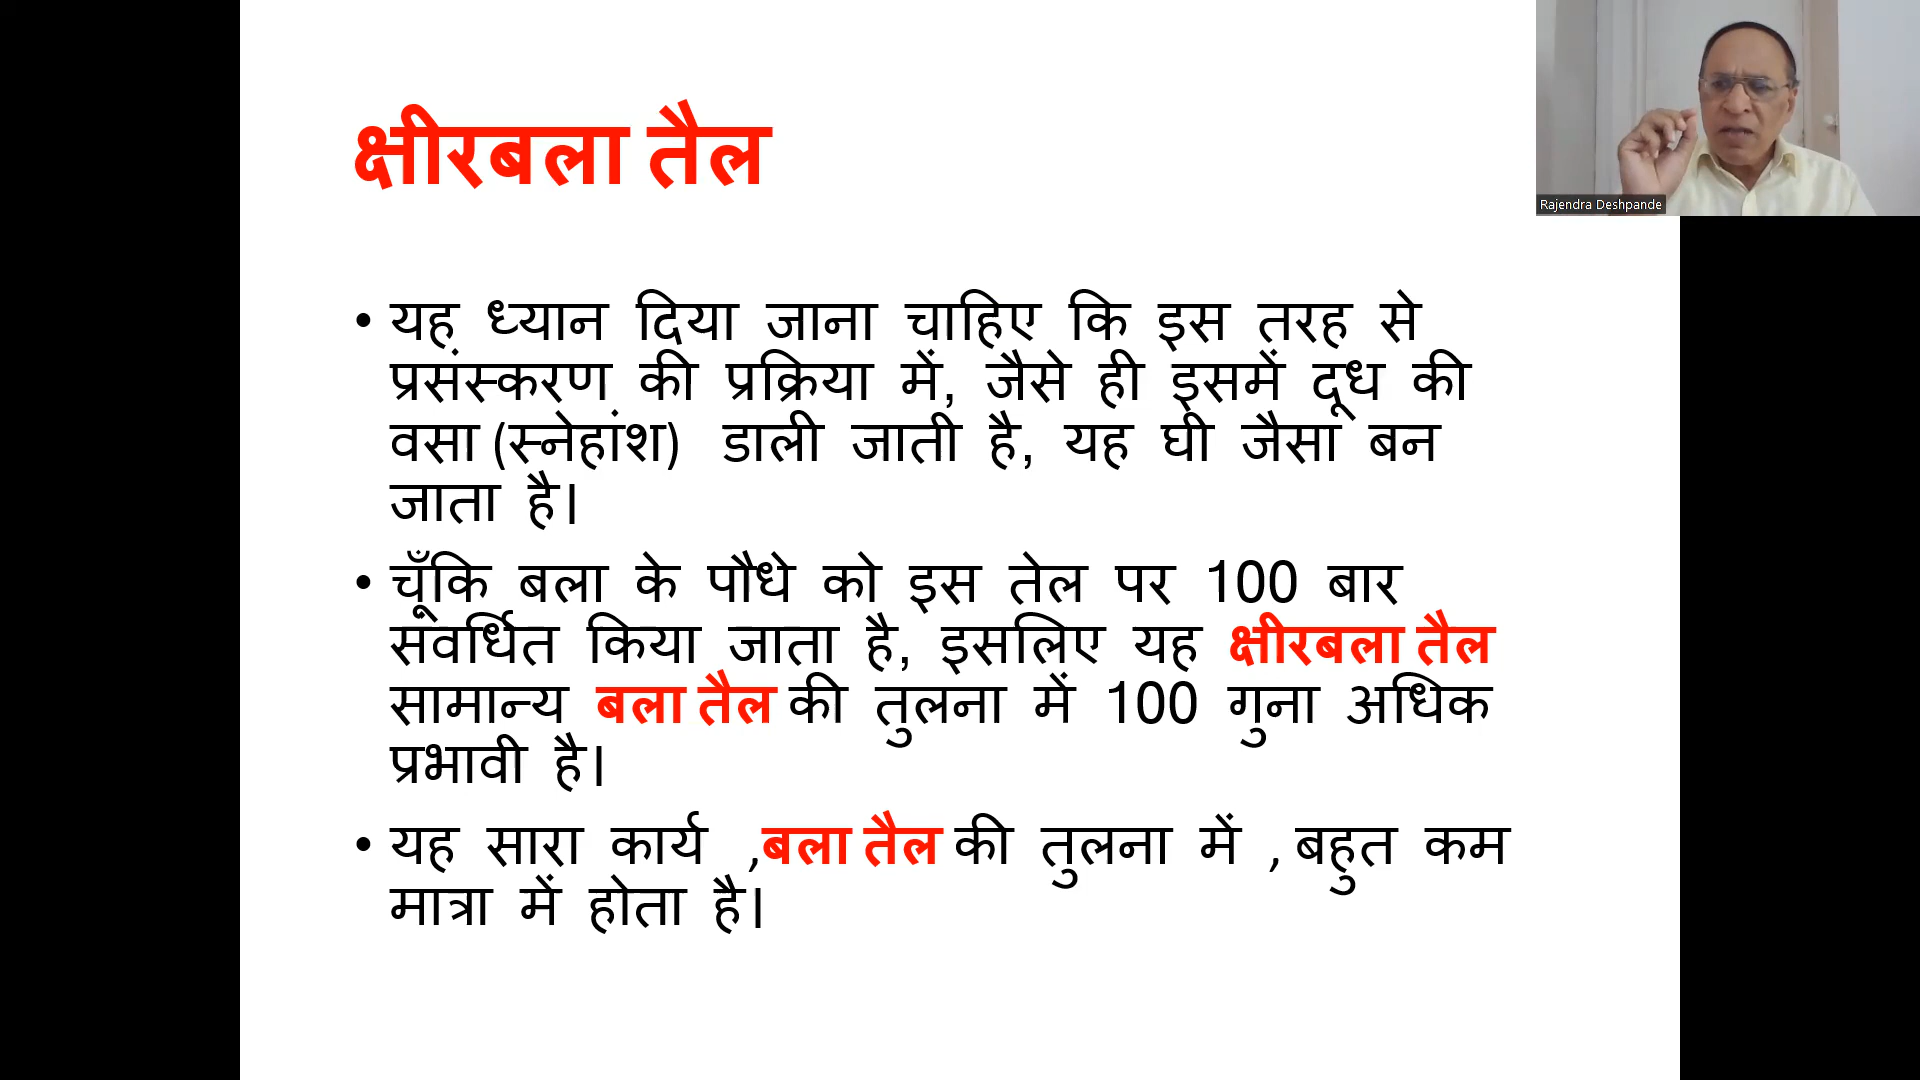 क्षीरबला तैल
Rajendra Deshpande
• यह ध्यान दिया जाना चाहिए कि इस तरह से
प्रसंस्करण की प्रक्रिया में, जैसे ही इसमें दूध की
वसा (स्नेहांश) डाली जाती है, यह घी जैसा बन
जाता है।
• चूँकि बला के पौधे को इस तेल पर 100 बार
संवर्धित किया जाता है, इसलिए यह क्षीरबला तैल
सामान्य बला तैल की तुलना में 100 गुना अधिक
प्रभावी है।
• यह सारा कार्य ,बला तैल की तुलना में , बहुत कम
मात्रा में होता है।